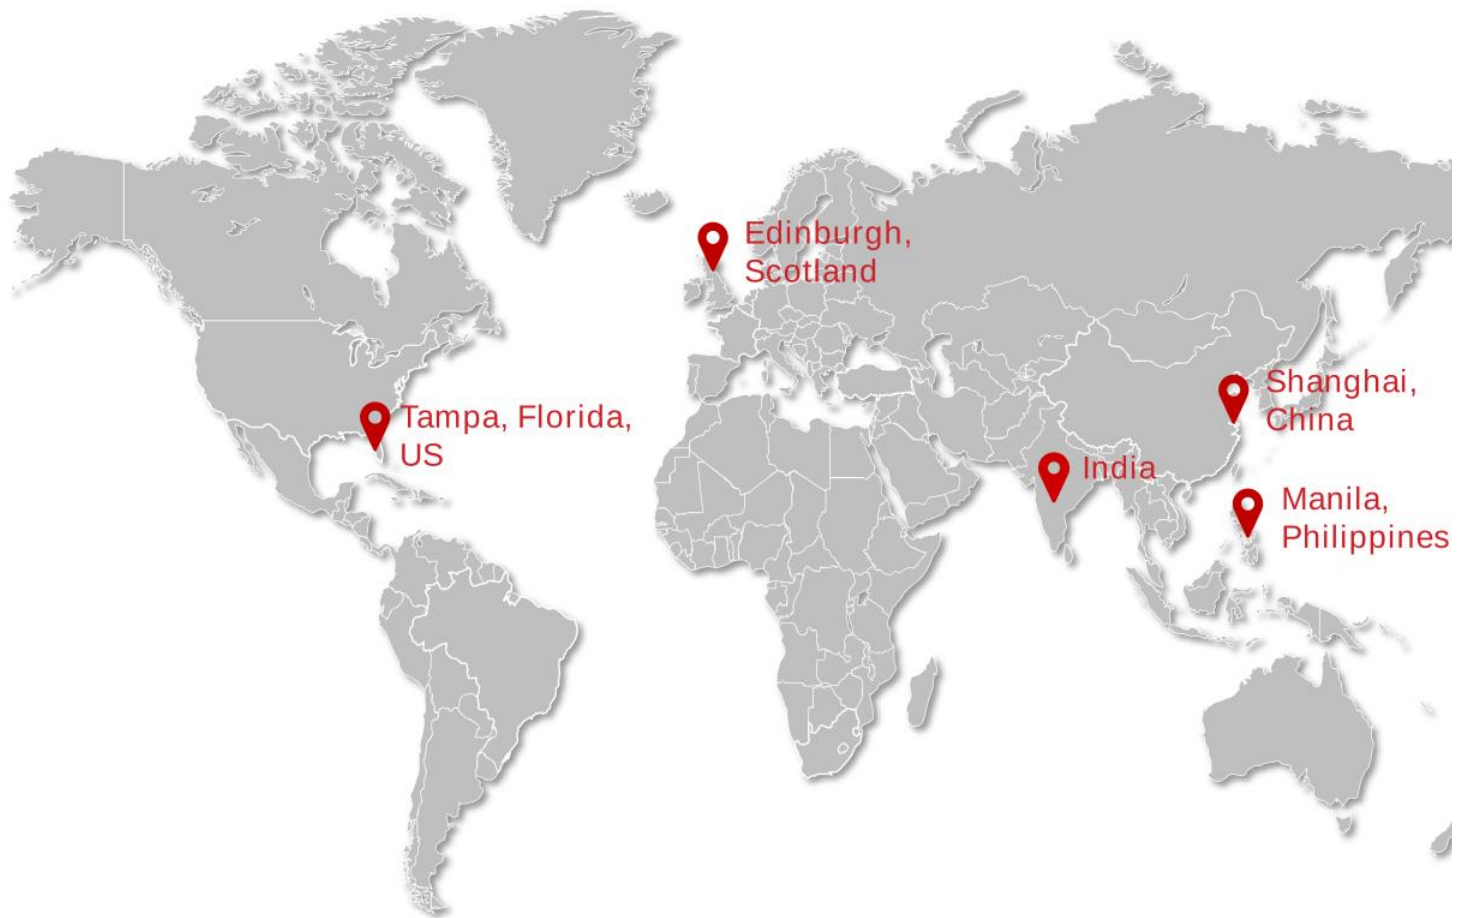 Edinburgh,
Scotland
Shanghai,
China
Tampa, Florida,
US
India
Manila,
Philippines